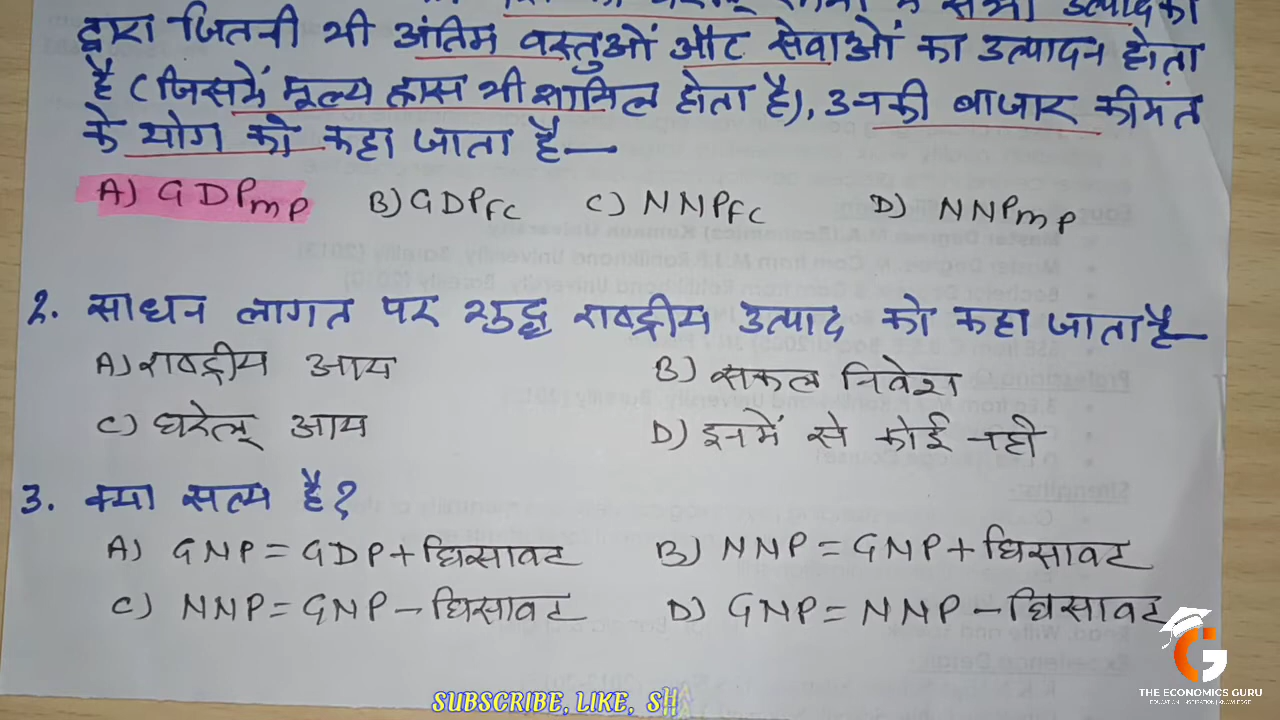 द्वारा जितनी भी अंतिम वस्तुओं और सेवाओं का उत्पादन होता
है (जिसमें मूल्य ह्रास भी शामिल होता है), उनकी बाजार कीमत
के योग को कहा जाता है—
A) GDPmp B) GDPFC C) NNPFC D) NNPmp
2. साधन लागत पर शुद्ध राष्ट्रीय उत्पाद को कहा जाता है—
A) राष्ट्रीय आय B) सकल निवेश
C) घरेलू आय D) इनमें से कोई नही
3. क्या सत्य है?
A) GNP = GDP + घिसावट B) NNP = GNP + घिसावट
C) NNP = GNP – घिसावट D) GNP = NNP – घिसावट
THE ECONOMICS GURU
SUBSCRIBE, LIKE, SHA